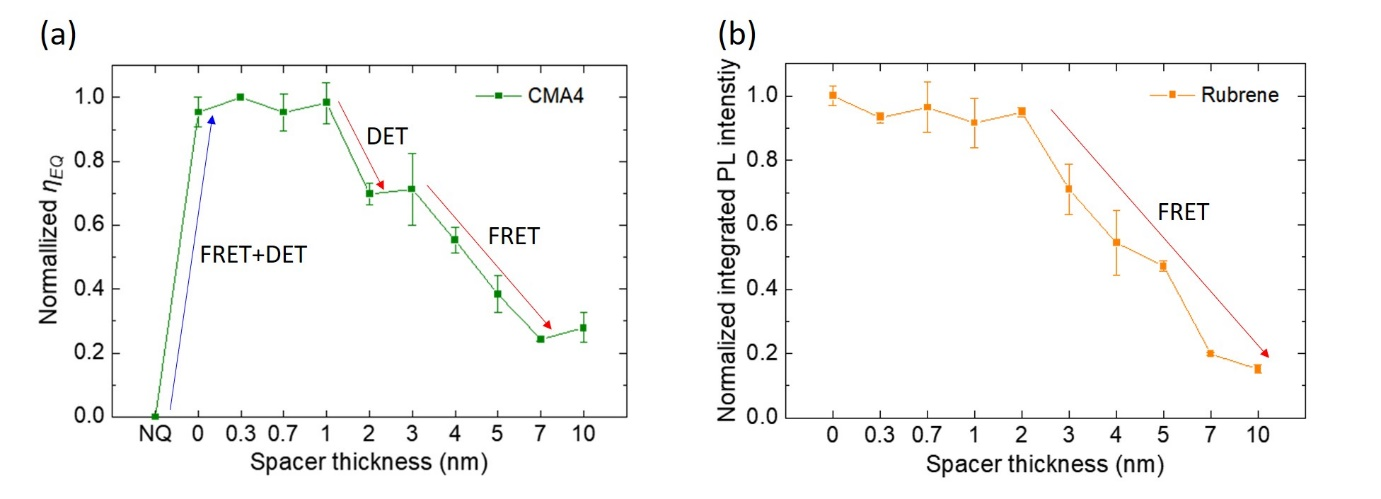 (a)
Normallized ηEQ
1.0
0.8
0.6
0.4
0.2
0.0
CMA4
DET
FRET
FRET+DET
NQ 0 0.3 0.7 1 2 3 4 5 7 10
Spacer thickness (nm)
(b)
Normalized integrated PL intenstiy
1.0
0.8
0.6
0.4
0.2
0.0
Rubrene
FRET
0 0.3 0.7 1 2 3 4 5 7 10
Spacer thickness (nm)